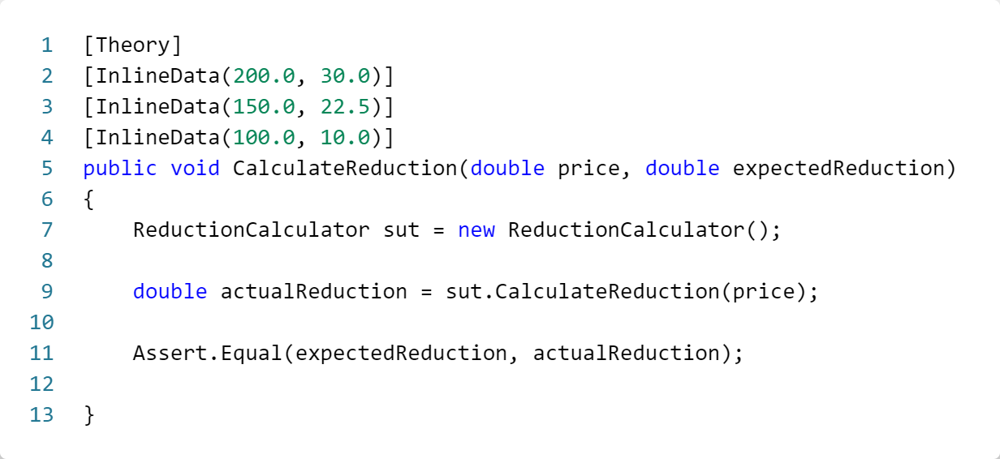 1 [Theory]
2 [InlineData(200.0, 30.0)]
3 [InlineData(150.0, 22.5)]
4 [InlineData(100.0, 10.0)]
5 public void CalculateReduction(double price, double expectedReduction)
6 {
7     ReductionCalculator sut = new ReductionCalculator();
8
9     double actualReduction = sut.CalculateReduction(price);
10
11     Assert.Equal(expectedReduction, actualReduction);
12
13 }